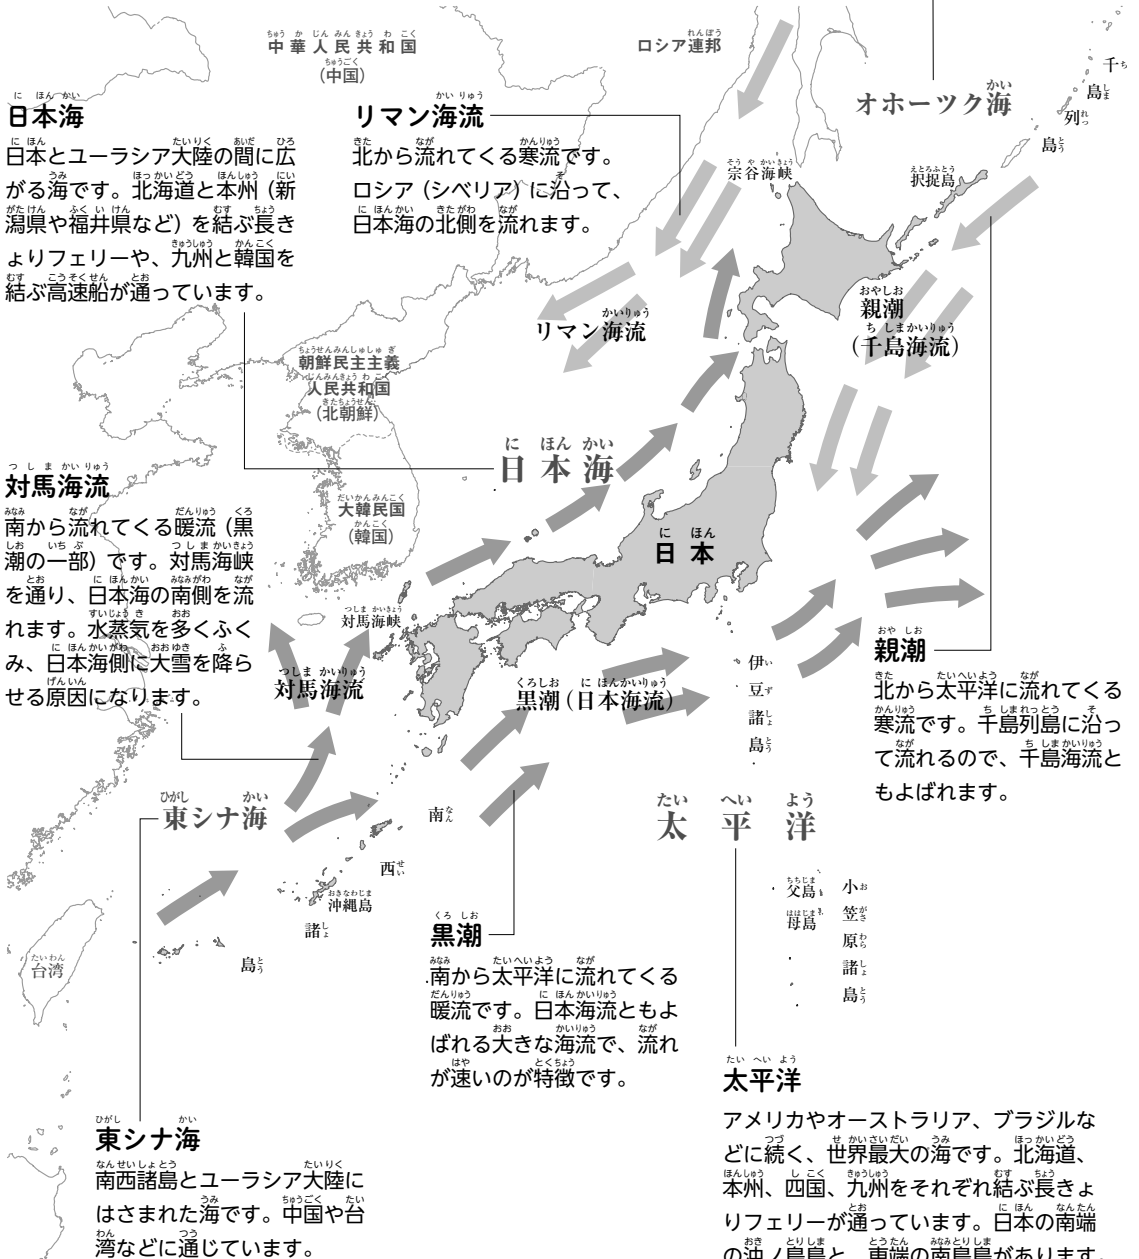 中華人民共和国
(中国)
ロシア連邦
オホーツク海
千島列島
択捉島
宗谷海峡
日本海
日本とユーラシア大陸の間に広
がる海です。北海道と本州（新
潟県や福井県など）を結ぶ長き
ょりフェリーや、九州と韓国を
結ぶ高速船が通っています。
リマン海流
北から流れてくる寒流です。
ロシア（シベリア）に沿って、
日本海の北側を流れます。
リマン海流
親潮
(千島海流)
朝鮮民主主義
人民共和国
(北朝鮮)
日本海
大韓民国
(韓国)
日本
対馬海流
南から流れてくる暖流（黒
潮の一部）です。対馬海峡
を通り、日本海の南側を流
れます。水蒸気を多くふく
み、日本海側に大雪を降ら
せる原因になります。
対馬海峡
対馬海流
黒潮(日本海流)
伊豆諸島
親潮
北から太平洋に流れてくる
寒流です。千島列島に沿っ
て流れるので、千島海流と
もよばれます。
東シナ海
太平洋
南西諸島
沖縄島
台湾
父島
母島
小笠原諸島
黒潮
南から太平洋に流れてくる
暖流です。日本海流ともよ
ばれる大きな海流で、流れ
が速いのが特徴です。
東シナ海
南西諸島とユーラシア大陸に
はさまれた海です。中国や台
湾などに通じています。
太平洋
アメリカやオーストラリア、ブラジルな
どに続く、世界最大の海です。北海道、
本州、四国、九州をそれぞれ結ぶ長きょ
りフェリーが通っています。日本の南端
の沖ノ鳥島と、東端の南鳥島があります。